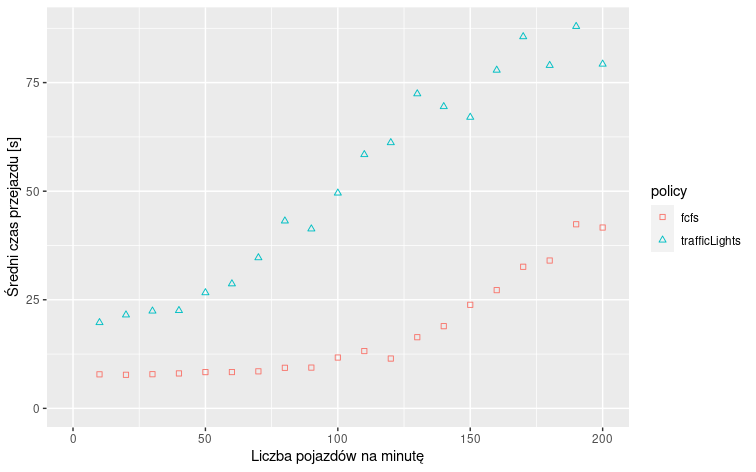 Średni czas przejazdu [s]
75
50
25
0
0 50 100 150 200
Liczba pojazdów na minutę
policy
fcfs
trafficLights